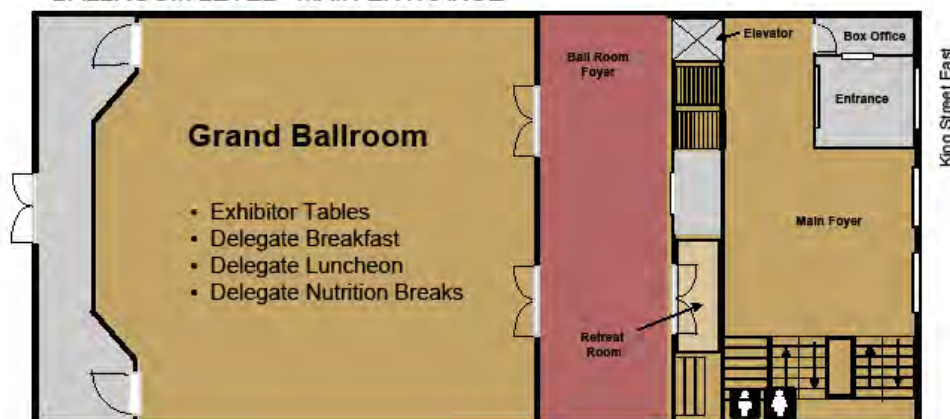 Elevator
Box Office
Ball Room
Foyer
Entrance
King Street East
Grand Ballroom
• Exhibitor Tables
• Delegate Breakfast
• Delegate Luncheon
• Delegate Nutrition Breaks
Main Foyer
Retreat
Room